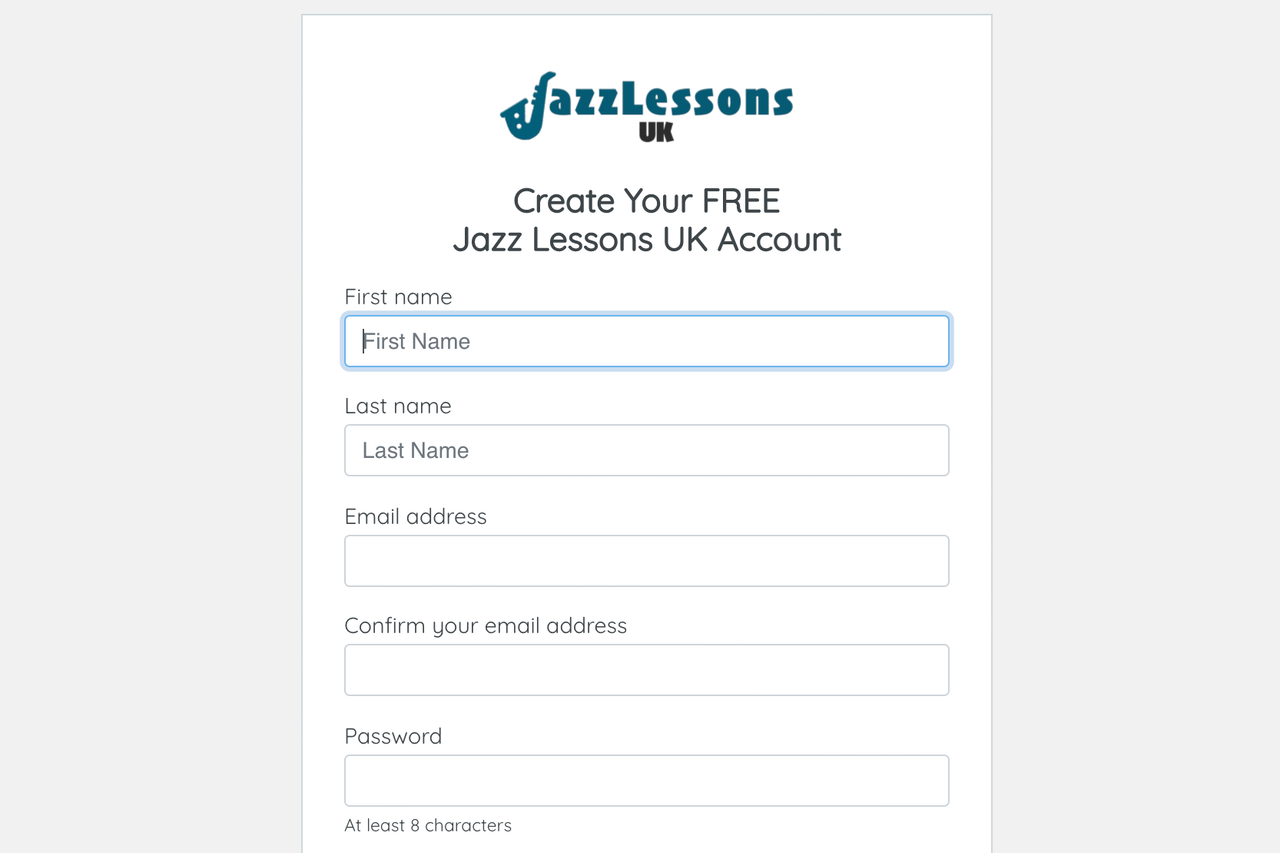 JazzLessons
UK
Create Your FREE
Jazz Lessons UK Account
First name
First Name
Last name
Last Name
Email address
Confirm your email address
Password
At least 8 characters